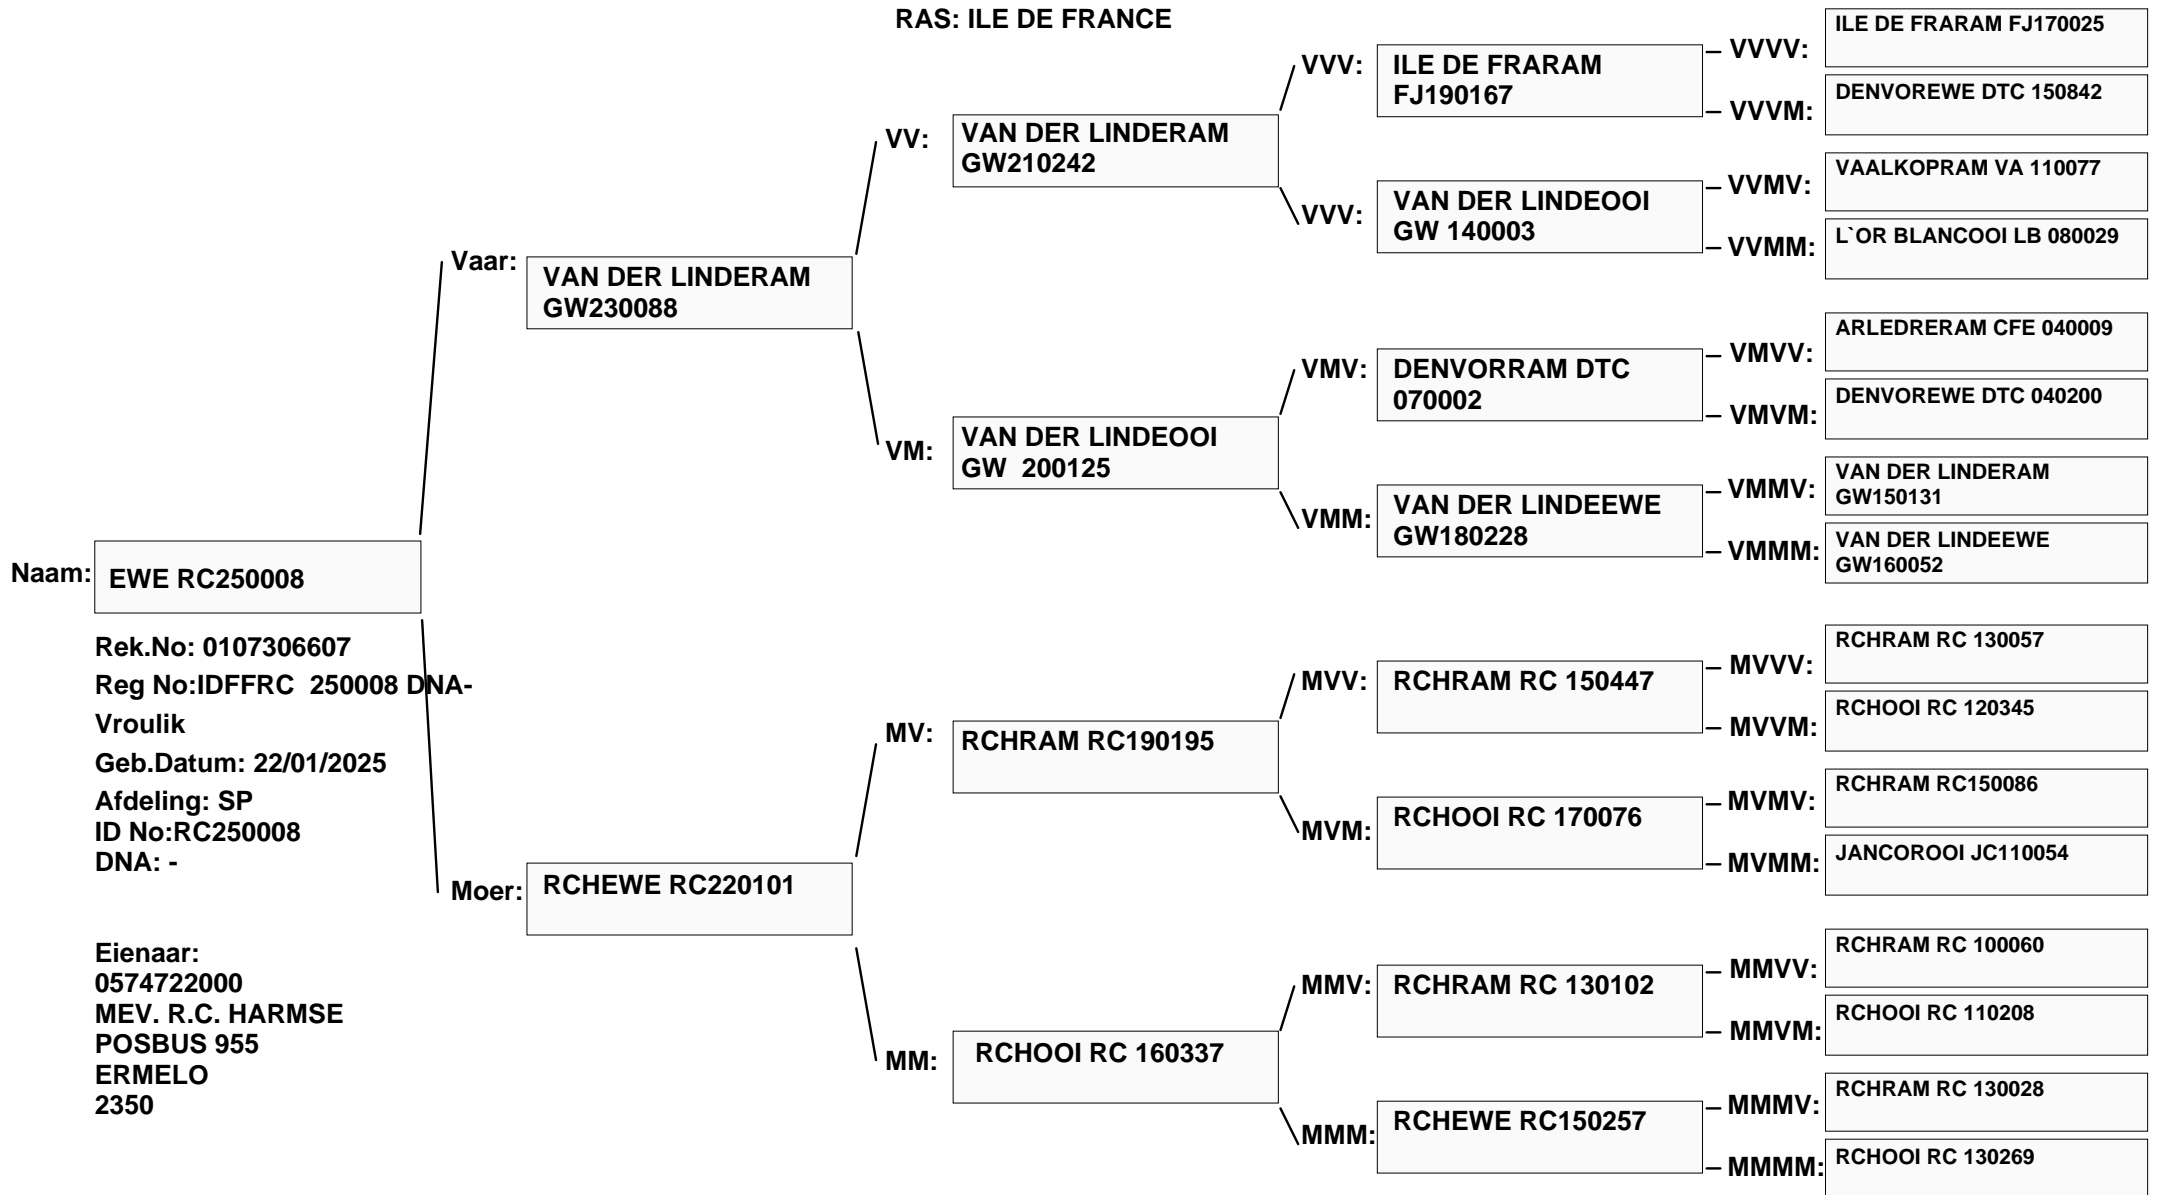 RAS: ILE DE FRANCE
Naam:
EWE RC250008
Rek.No: 0107306607
Reg No:IDFFRC  250008 DNA-
Vroulik
Geb.Datum: 22/01/2025
Afdeling: SP
ID No:RC250008
DNA: -
Eienaar:
0574722000
MEV. R.C. HARMSE
POSBUS 955
ERMELO
2350
Vaar:
VAN DER LINDERAM
GW230088
Moer:
RCHEWE RC220101
VV:
VAN DER LINDERAM
GW210242
VM:
VAN DER LINDEOOI
GW  200125
MV:
RCHRAM RC190195
MM:
RCHOOI RC 160337
VVV:
ILE DE FRARAM
FJ190167
VVV:
VAN DER LINDEOOI
GW 140003
VMV:
DENVORRAM DTC
070002
VMM:
VAN DER LINDEEWE
GW180228
MVV:
RCHRAM RC 150447
MVM:
RCHOOI RC 170076
MMV:
RCHRAM RC 130102
MMM:
RCHEWE RC150257
VVVV:
ILE DE FRARAM FJ170025
VVVM:
DENVOREWE DTC 150842
VVMV:
VAALKOPRAM VA 110077
VVMM:
L`OR BLANCOOI LB 080029
VMVV:
ARLEDRERAM CFE 040009
VMVM:
DENVOREWE DTC 040200
VMMV:
VAN DER LINDERAM
GW150131
VMMM:
VAN DER LINDEEWE
GW160052
MVVV:
RCHRAM RC 130057
MVVM:
RCHOOI RC 120345
MVMV:
RCHRAM RC150086
MVMM:
JANCOROOI JC110054
MMVV:
RCHRAM RC 100060
MMVM:
RCHOOI RC 110208
MMMV:
RCHRAM RC 130028
MMMM:
RCHOOI RC 130269